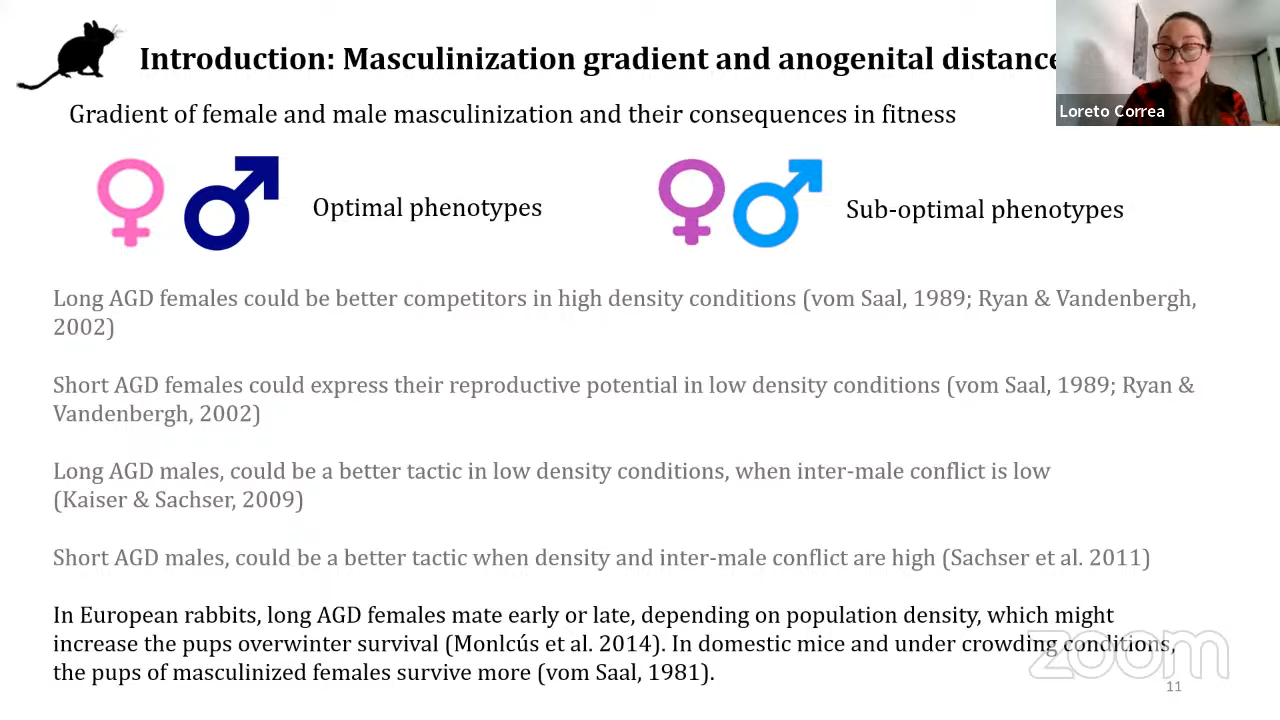 Introduction: Masculinization gradient and anogenital distance
Loreto Correa
Gradient of female and male masculinization and their consequences in fitness
Optimal phenotypes
Sub-optimal phenotypes
Long AGD females could be better competitors in high density conditions (vom Saal, 1989; Ryan & Vandenbergh,
2002)
Short AGD females could express their reproductive potential in low density conditions (vom Saal, 1989; Ryan &
Vandenbergh, 2002)
Long AGD males, could be a better tactic in low density conditions, when inter-male conflict is low
(Kaiser & Sachser, 2009)
Short AGD males, could be a better tactic when density and inter-male conflict are high (Sachser et al. 2011)
In European rabbits, long AGD females mate early or late, depending on population density, which might
increase the pups overwinter survival (Monlcús et al. 2014). In domestic mice and under crowding conditions,
the pups of masculinized females survive more (vom Saal, 1981).
zoom
11